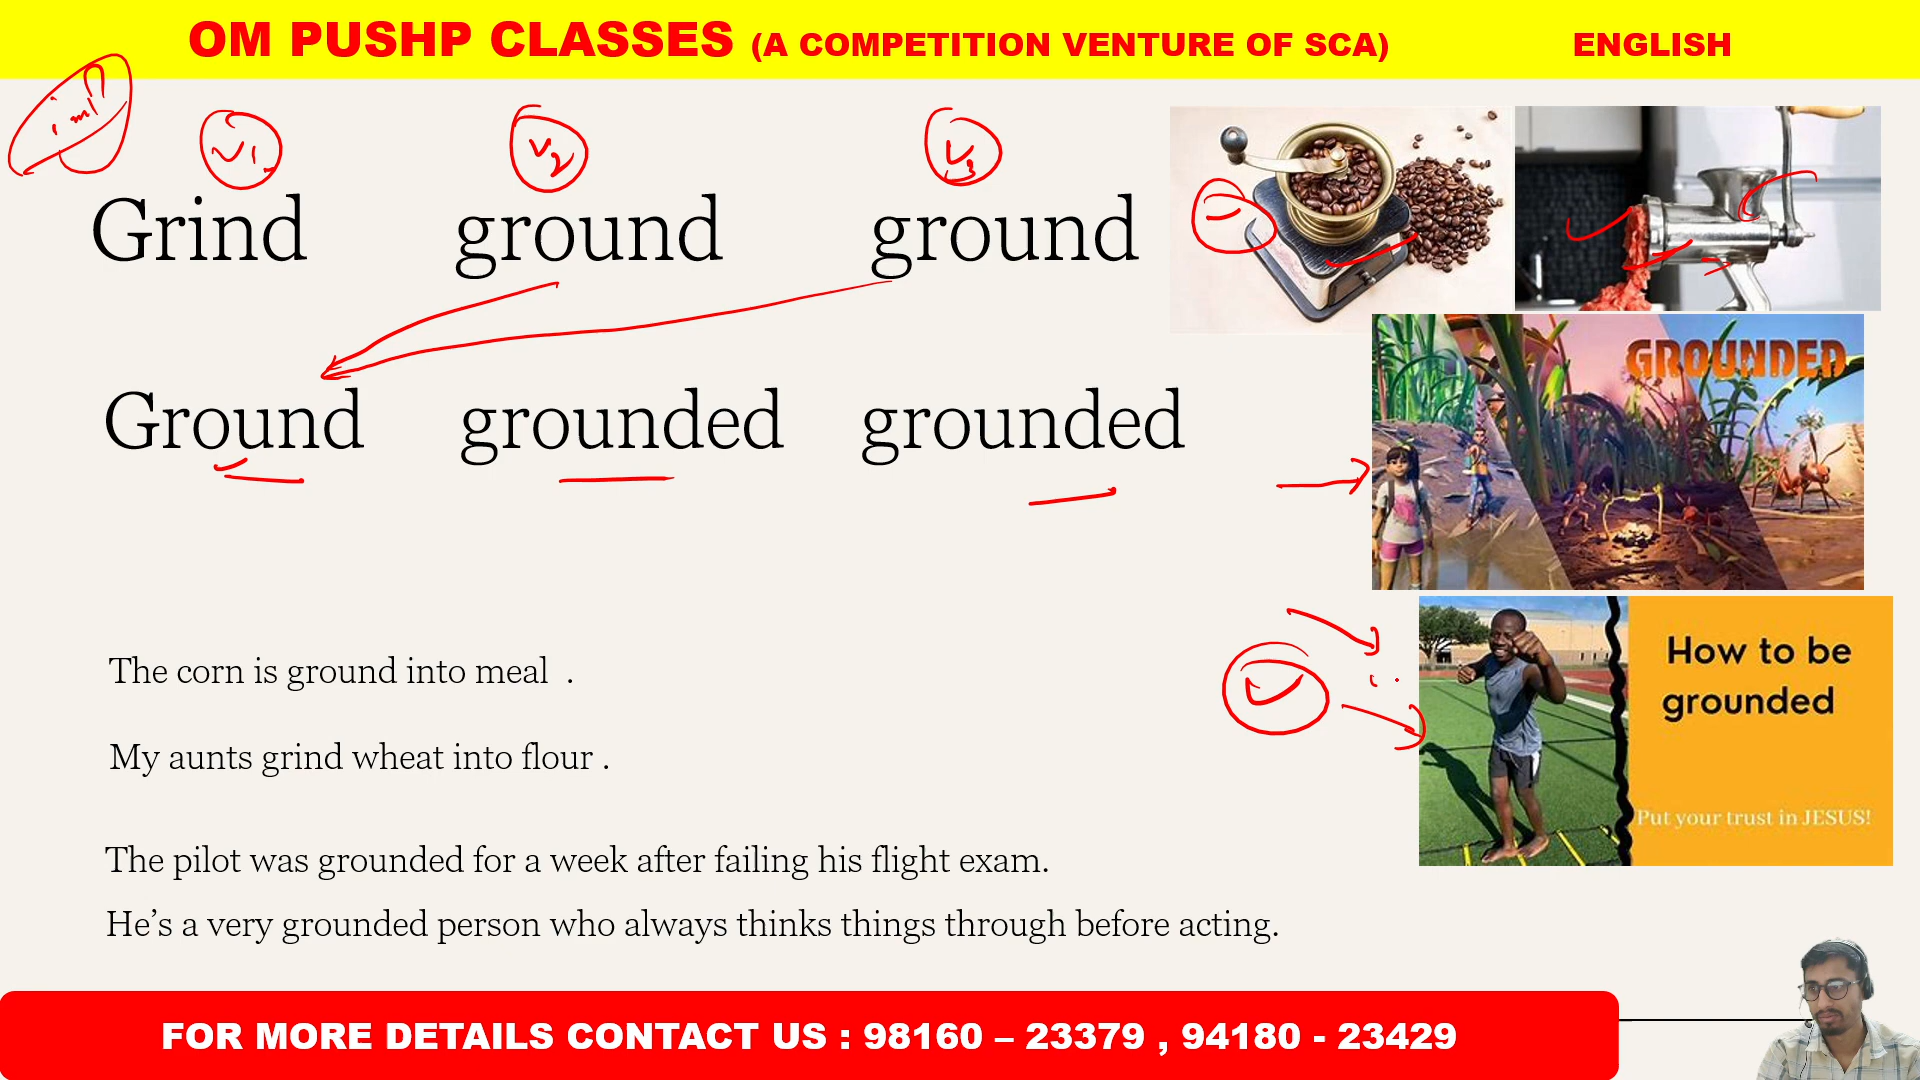 OM PUSHP CLASSES (A COMPETITION VENTURE OF SCA) ENGLISH
V1 V2 V3
Grind ground ground
GROUNDED
Ground grounded grounded
How to be
grounded
The corn is ground into meal .
My aunts grind wheat into flour .
Put your trust in JESUS!
The pilot was grounded for a week after failing his flight exam.
He’s a very grounded person who always thinks things through before acting.
FOR MORE DETAILS CONTACT US : 98160 – 23379 , 94180 - 23429